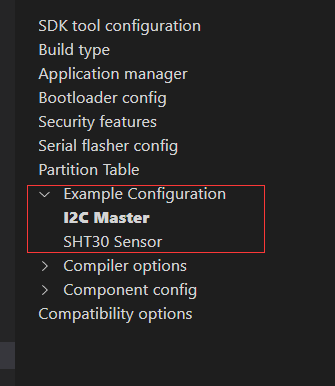 SDK tool configuration
Build type
Application manager
Bootloader config
Security features
Serial flasher config
Partition Table
Example Configuration
I2C Master
SHT30 Sensor
Compiler options
Component config
Compatibility options